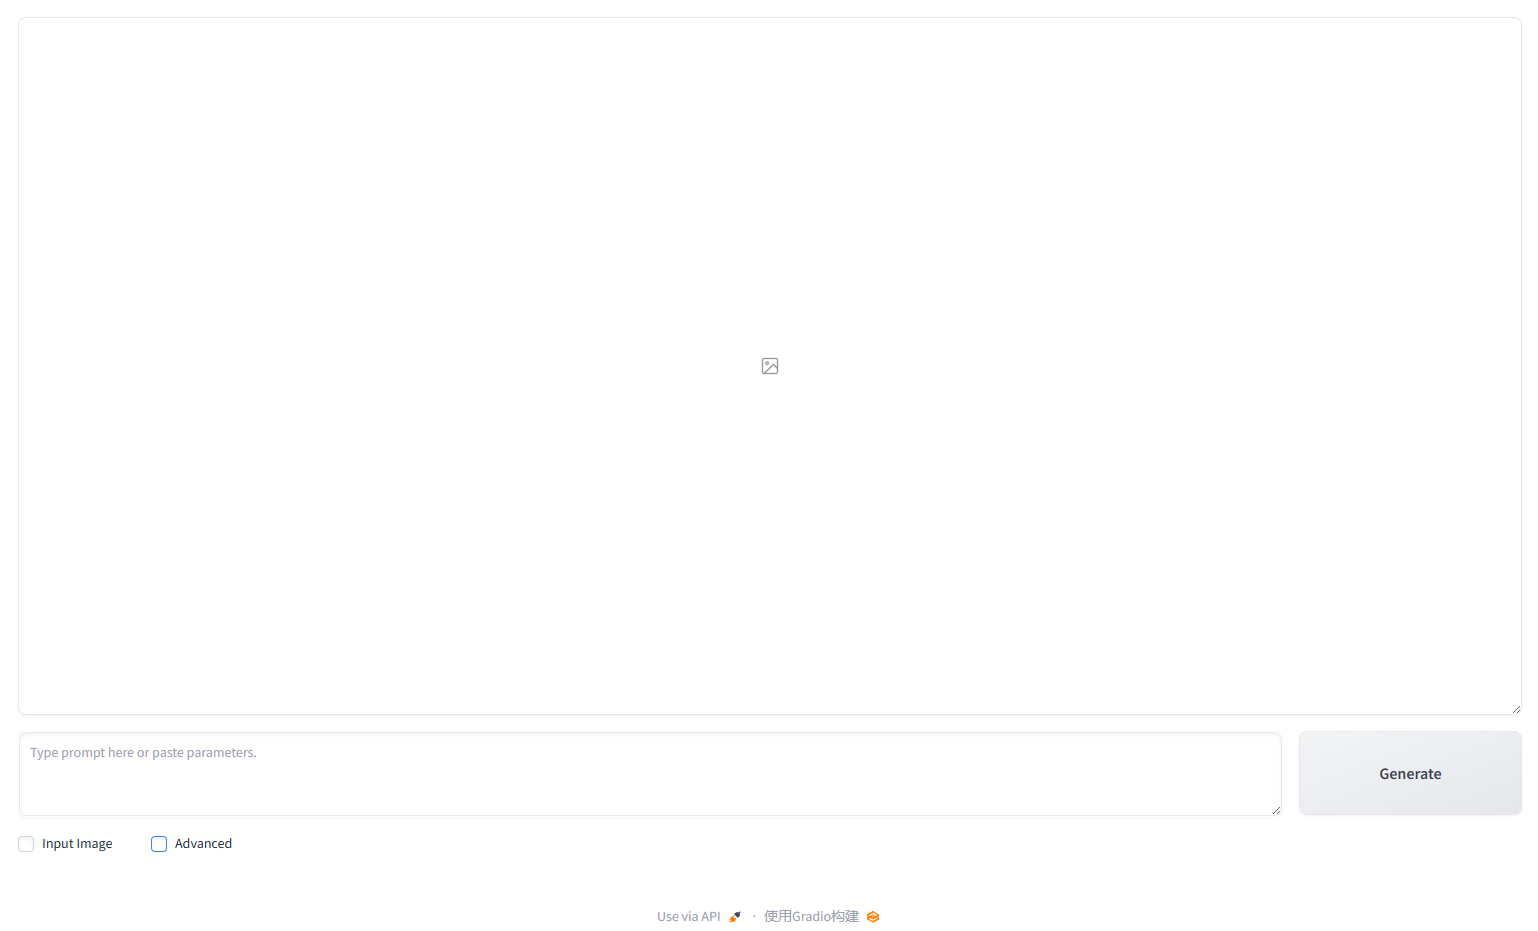 Type prompt here or paste parameters.
Generate
Input Image
Advanced
Use via API · 使用Gradio构建